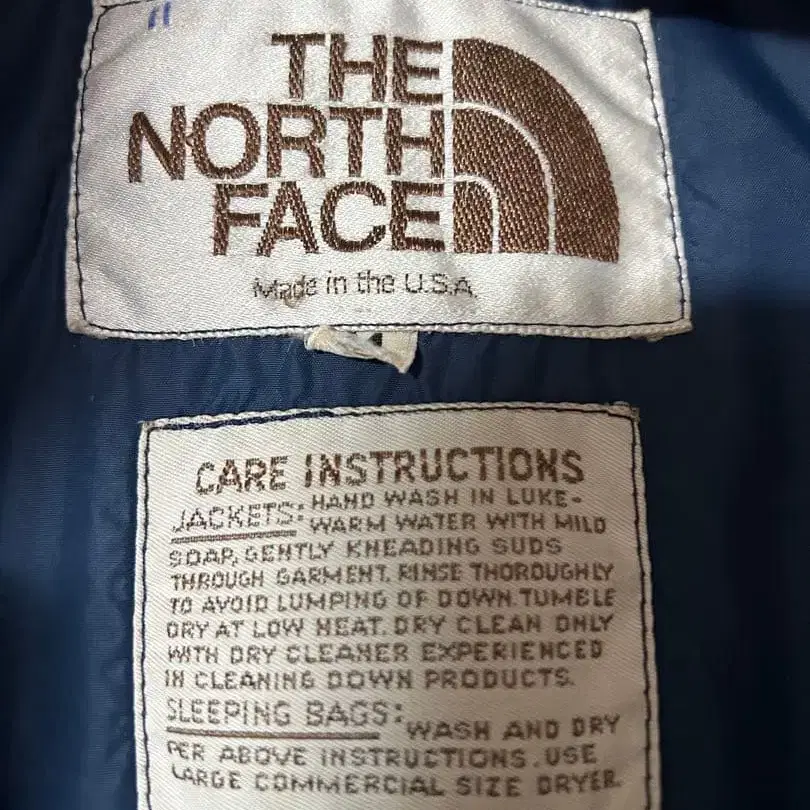 THE
NORTH
FACE
Made in the U.S.A.
CARE INSTRUCTIONS
JACKETS: HAND WASH IN LUKE-
WARM WATER WITH MILD
SOAP, GENTLY KNEADING SUDS
THROUGH GARMENT. RINSE THOROUGHLY
TO AVOID LUMPING OF DOWN. TUMBLE
DRY AT LOW HEAT. DRY CLEAN ONLY
WITH DRY CLEANER EXPERIENCED
IN CLEANING DOWN PRODUCTS.
SLEEPING BAGS: WASH AND DRY
PER ABOVE INSTRUCTIONS. USE
LARGE COMMERCIAL SIZE DRYER.